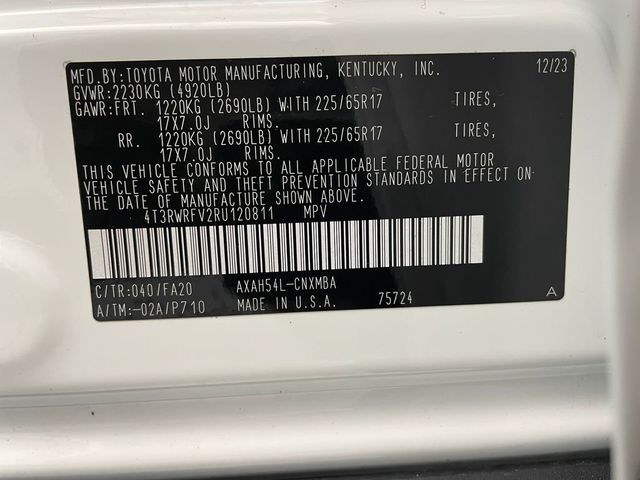 MFD.BY:TOYOTA MOTOR MANUFACTURING, KENTUCKY, INC. 12/23
GVWR:2230KG (4920LB)
GAWR:FRT. 1220KG (2690LB) WITH 225/65R17 TIRES,
17X7.0J RIMS.
RR. 1220KG (2690LB) WITH 225/65R17 TIRES,
17X7.0J RIMS.
THIS VEHICLE CONFORMS TO ALL APPLICABLE FEDERAL MOTOR
VEHICLE SAFETY AND THEFT PREVENTION STANDARDS IN EFFECT ON
THE DATE OF MANUFACTURE SHOWN ABOVE.
4T3RWRFV2RU120811 MPV
C/TR:040/FA20 AXAH54L-CNXMBA
A/TM:-02A/P710 MADE IN U.S.A. 75724 A